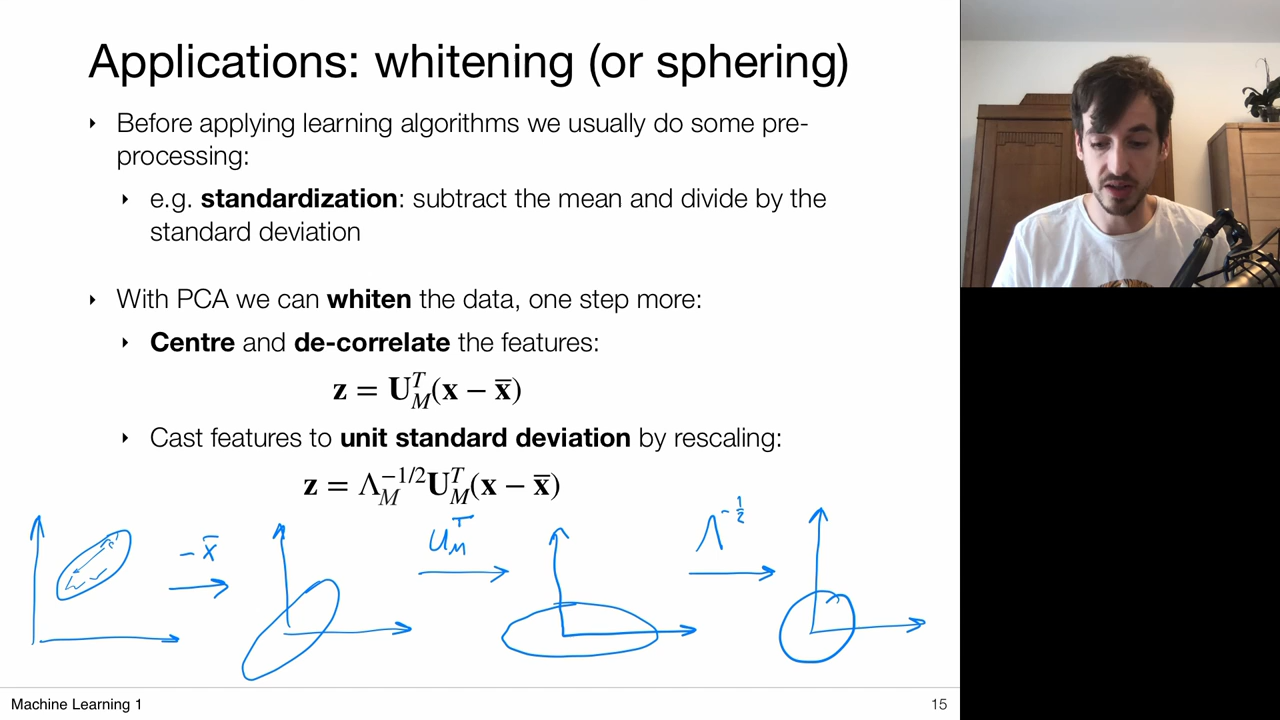 Applications: whitening (or sphering)
‣ Before applying learning algorithms we usually do some pre-
processing:
‣ e.g. standardization: subtract the mean and divide by the
standard deviation
‣ With PCA we can whiten the data, one step more:
‣ Centre and de-correlate the features:
z = U_M^T(x − x̅)
‣ Cast features to unit standard deviation by rescaling:
z = Λ_M^{−1/2}U_M^T(x − x̅)
− x̅
U_M^T
Λ^{−1/2}
Machine Learning 1
15